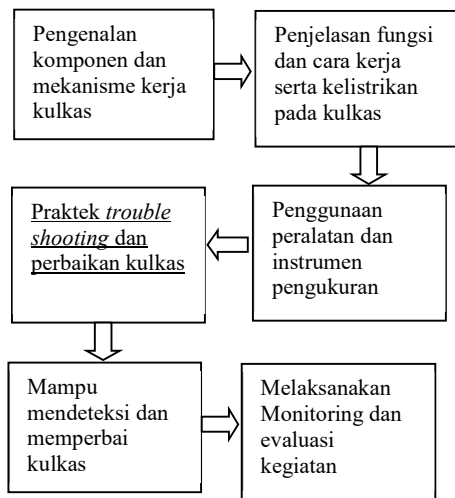 Pengenalan
komponen dan
mekanisme kerja
kulkas
Penjelasan fungsi
dan cara kerja
serta kelistrikan
pada kulkas
Penggunaan
peralatan dan
instrumen
pengukuran
Praktek trouble
shooting dan
perbaikan kulkas
Mampu
mendeteksi dan
memperbai
kulkas
Melaksanakan
Monitoring dan
evaluasi
kegiatan